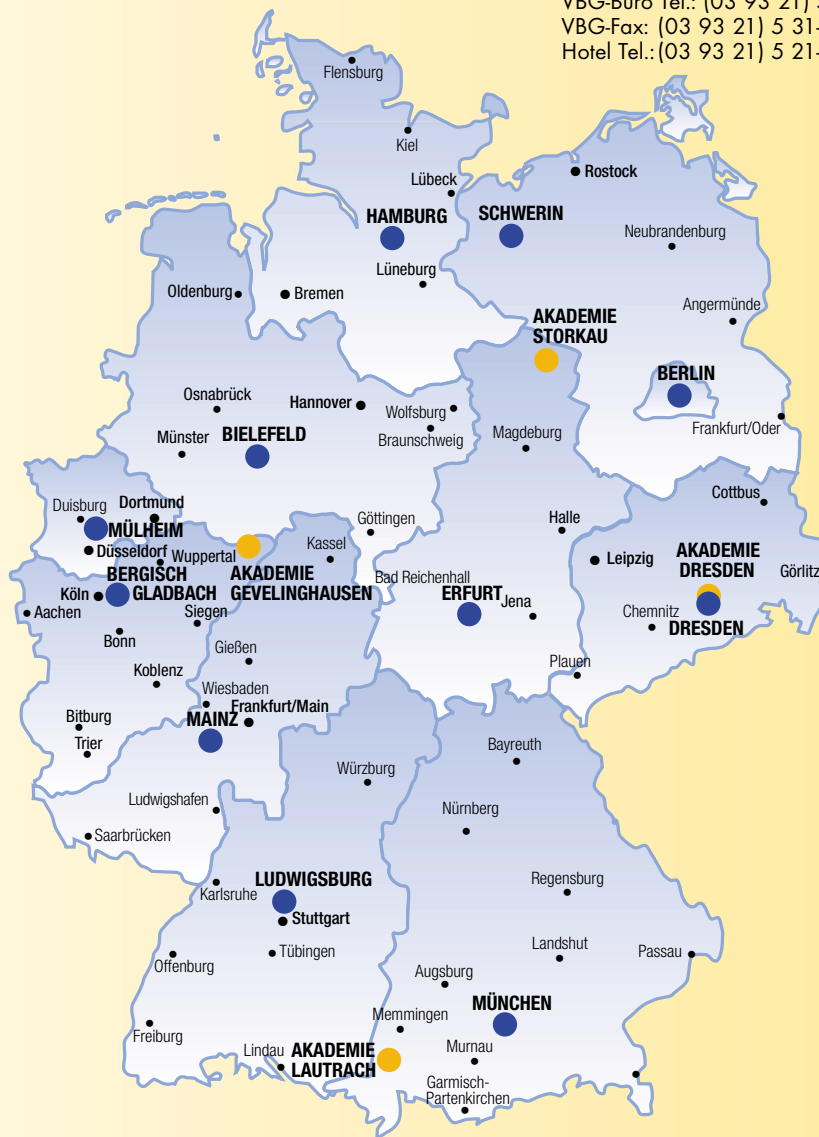 VBG-Büro Tel.: (03 93 21)
VBG-Fax: (03 93 21) 5 31-
Hotel Tel.: (03 93 21) 5 21-
Flensburg
Kiel
Lübeck
Rostock
HAMBURG
SCHWERIN
Neubrandenburg
Lüneburg
Oldenburg
Bremen
Angermünde
AKADEMIE
STORKAU
BERLIN
Osnabrück
Hannover
Wolfsburg
Braunschweig
Frankfurt/Oder
Münster
BIELEFELD
Magdeburg
Cottbus
Duisburg
Dortmund
MÜLHEIM
Göttingen
Halle
Düsseldorf
Wuppertal
Kassel
Leipzig
AKADEMIE
DRESDEN
BERGISCH
GLADBACH
AKADEMIE
GEVELINGHAUSEN
Bad Reichenhall
ERFURT
Jena
Görlitz
Köln
Aachen
Siegen
Chemnitz
DRESDEN
Bonn
Gießen
Koblenz
Plauen
Wiesbaden
Frankfurt/Main
MAINZ
Bitburg
Trier
Bayreuth
Würzburg
Ludwigshafen
Nürnberg
Saarbrücken
LUDWIGSBURG
Karlsruhe
Regensburg
Stuttgart
Tübingen
Landshut
Passau
Offenburg
Augsburg
MÜNCHEN
Memmingen
Freiburg
Murnau
Lindau
AKADEMIE
LAUTRACH
Garmisch-
Partenkirchen